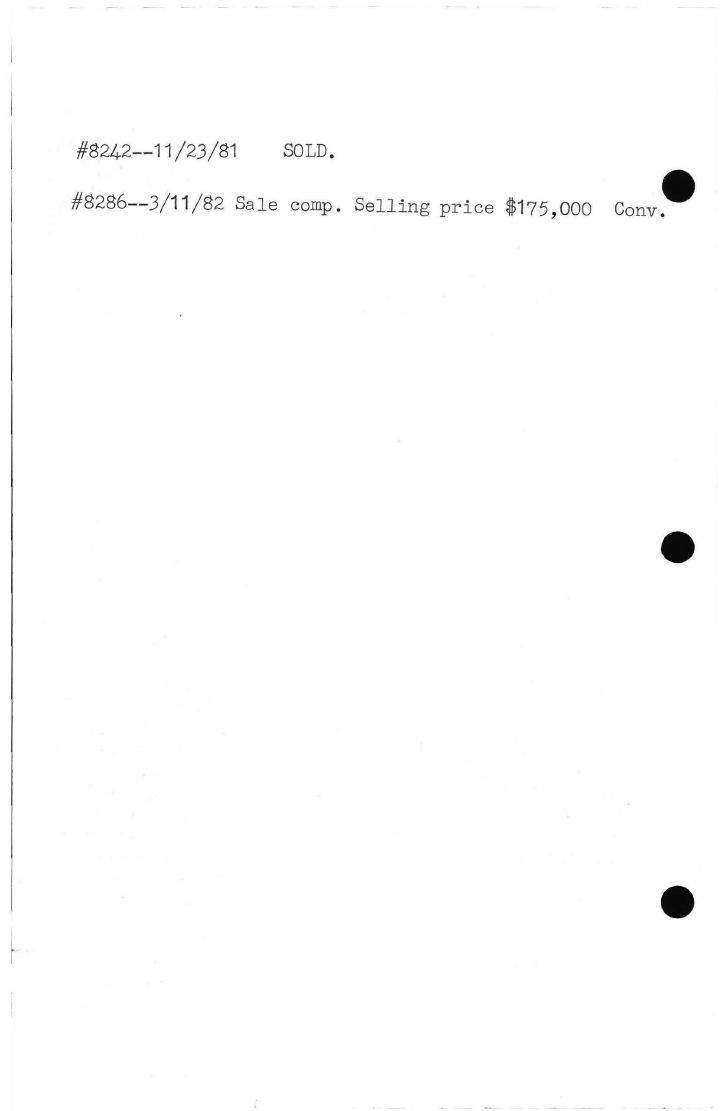 #8242--11/23/81 SOLD.
#8286--3/11/82 Sale comp. Selling price $175,000 Conv.